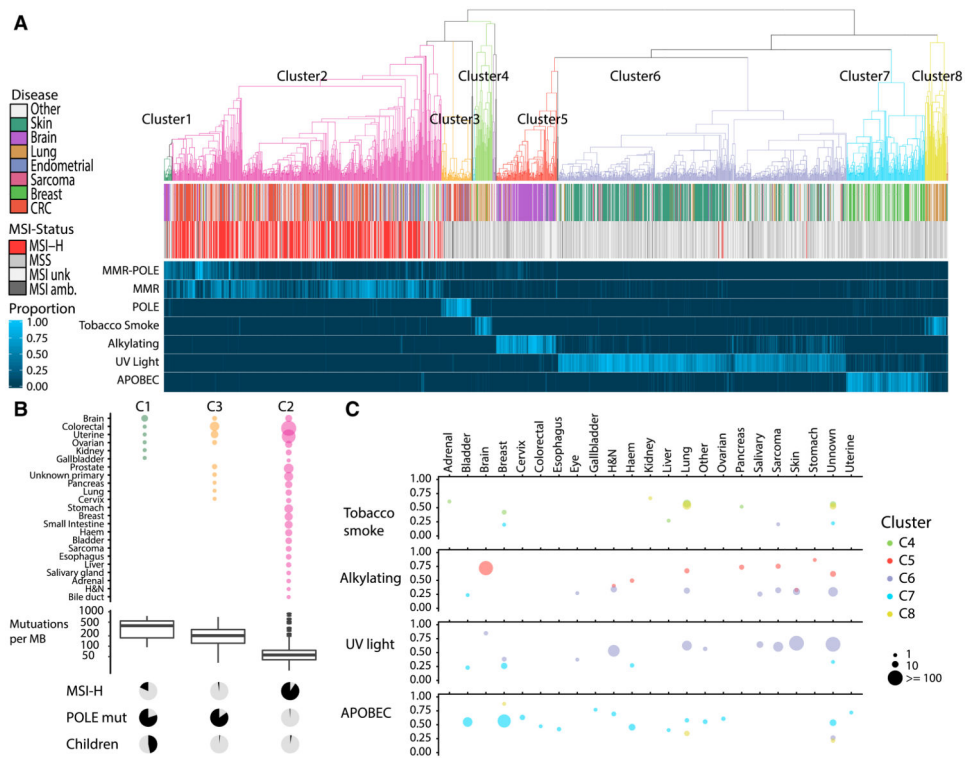 A
Cluster1
Cluster2
Cluster3
Cluster4
Cluster5
Cluster6
Cluster7
Cluster8
Disease
Other
Skin
Brain
Lung
Endometrial
Sarcoma
Breast
CRC
MSI-Status
MSI–H
MSS
MSI unk
MSI amb.
Proportion
1.00
0.75
0.50
0.25
0.00
MMR-POLE
MMR
POLE
Tobacco Smoke
Alkylating
UV Light
APOBEC
B
C1 C3 C2
Brain
Colorectal
Uterine
Ovarian
Kidney
Gallbladder
Prostate
Unknown primary
Pancreas
Lung
Cervix
Stomach
Breast
Small Intestine
Haem
Bladder
Sarcoma
Esophagus
Liver
Salivary gland
Adrenal
H&N
Bile duct
Mutuations
per MB
1000
500
200
100
50
MSI-H
POLE mut
Children
C
Adrenal
Bladder
Brain
Breast
Cervix
Colorectal
Esophagus
Eye
Gallbladder
H&N
Haem
Kidney
Liver
Lung
Other
Ovarian
Pancreas
Salivary
Sarcoma
Skin
Stomach
Unnown
Uterine
Tobacco
smoke
1.00
0.75
0.50
0.25
0.00
Alkylating
1.00
0.75
0.50
0.25
0.00
UV light
1.00
0.75
0.50
0.25
0.00
APOBEC
1.00
0.75
0.50
0.25
0.00
Cluster
C4
C5
C6
C7
C8
1
10
>= 100